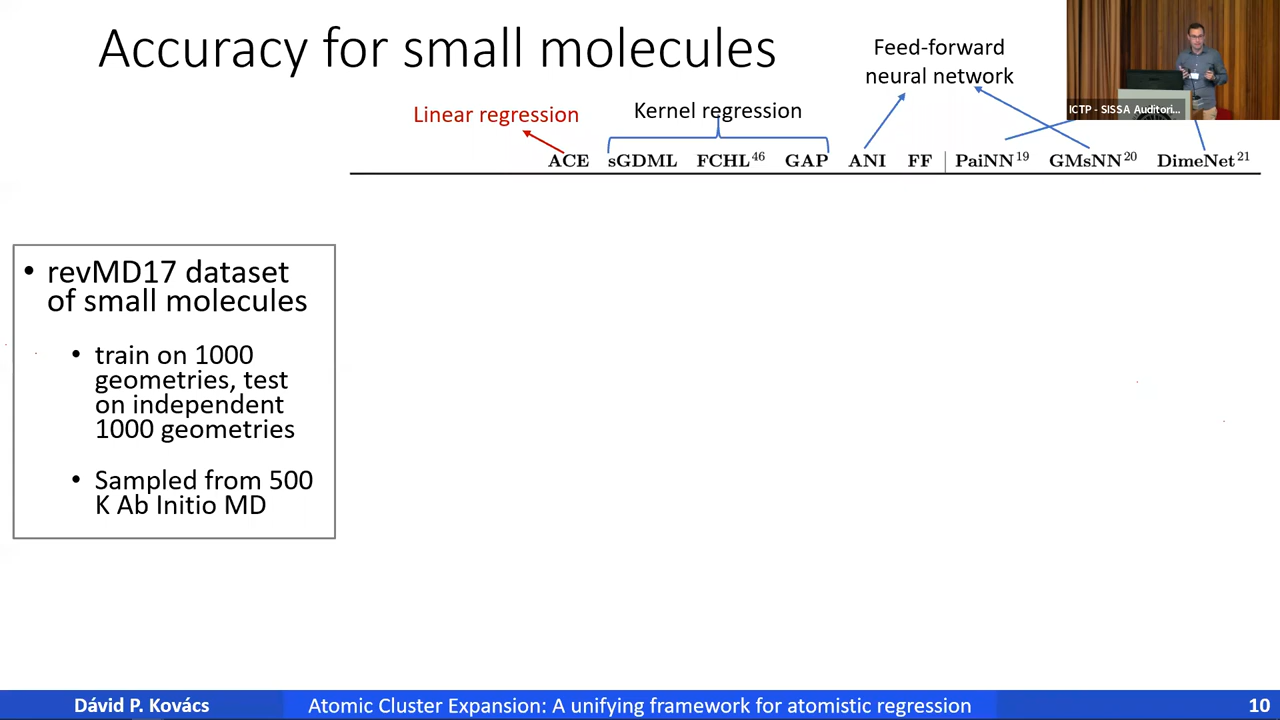 Accuracy for small molecules
Feed-forward
neural network
Linear regression
Kernel regression
ICTP - SISSA Auditori...
ACE sGDML FCHL46 GAP ANI FF PaiNN19 GMsNN20 DimeNet21
• revMD17 dataset
of small molecules
• train on 1000
geometries, test
on independent
1000 geometries
• Sampled from 500
K Ab Initio MD
Dávid P. Kovács Atomic Cluster Expansion: A unifying framework for atomistic regression 10